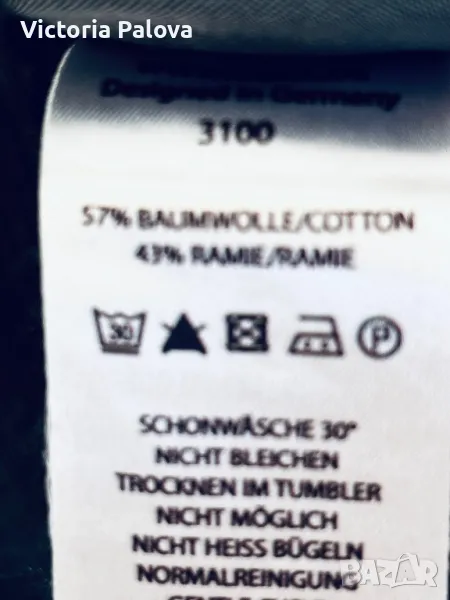 Victoria Palova
Designed in Germany
3100
57% BAUMWOLLE/COTTON
43% RAMIE/RAMIE
30 P
SCHONWÄSCHE 30°
NICHT BLEICHEN
TROCKNEN IM TUMBLER
NICHT MÖGLICH
NICHT HEISS BÜGELN
NORMALREINIGUNG
BAZAR